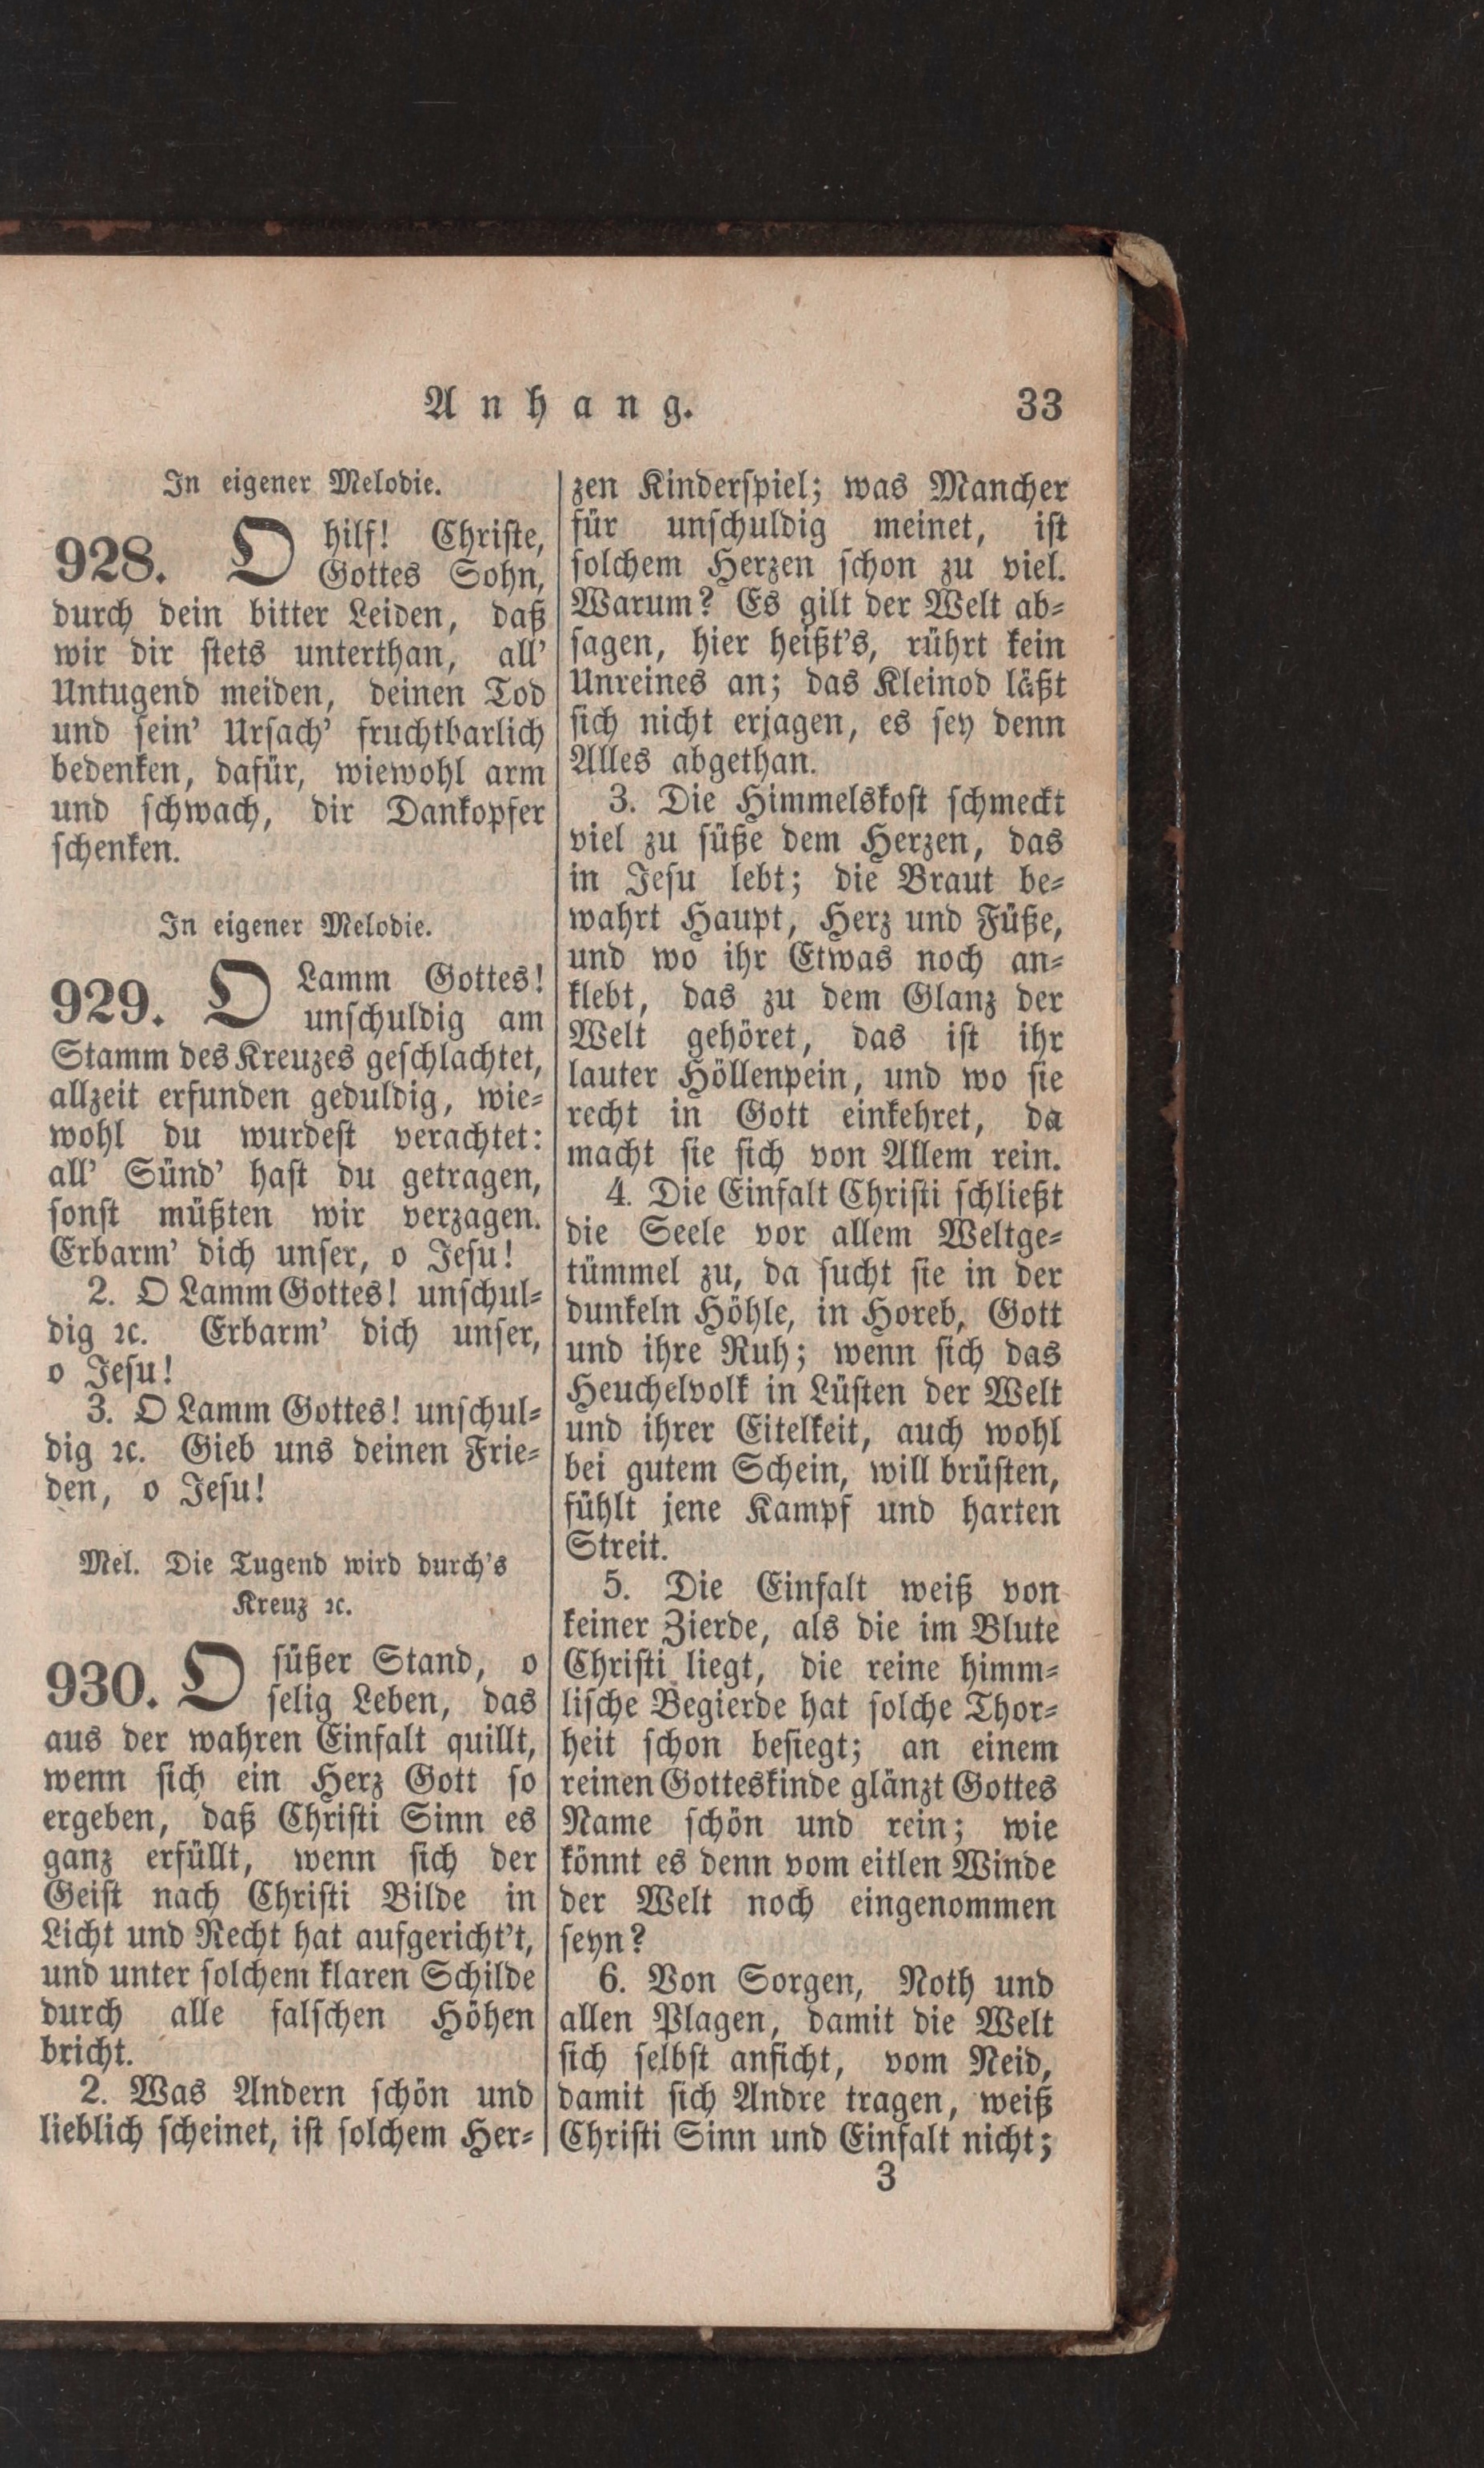 Anhang. 33
In eigener Melodie.
928. O hilf! Chriſte,
Gottes Sohn,
durch dein bitter Leiden, daß
wir dir ſtets unterthan, all'
Untugend meiden, deinen Tod
und ſein' Urſach' fruchtbarlich
bedenken, dafür, wiewohl arm
und ſchwach, dir Dankopfer
ſchenken.
In eigener Melodie.
929. O Lamm Gottes!
unſchuldig am
Stamm des Kreuzes geſchlachtet,
allzeit erfunden geduldig, wie⸗
wohl du wurdeſt verachtet:
all' Sünd' haſt du getragen,
ſonſt müßten wir verzagen.
Erbarm' dich unſer, o Jeſu!
2. O Lamm Gottes! unſchul⸗
dig ꝛc. Erbarm' dich unſer,
o Jeſu!
3. O Lamm Gottes! unſchul⸗
dig ꝛc. Gieb uns deinen Frie⸗
den, o Jeſu!
Mel. Die Tugend wird durch's
Kreuz ꝛc.
930. O ſüßer Stand, o
ſelig Leben, das
aus der wahren Einfalt quillt,
wenn ſich ein Herz Gott ſo
ergeben, daß Chriſti Sinn es
ganz erfüllt, wenn ſich der
Geiſt nach Chriſti Bilde in
Licht und Recht hat aufgericht't,
und unter ſolchem klaren Schilde
durch alle falſchen Höhen
bricht.
2. Was Andern ſchön und
lieblich ſcheinet, iſt ſolchem Her⸗
zen Kinderſpiel; was Mancher
für unſchuldig meinet, iſt
ſolchem Herzen ſchon zu viel.
Warum? Es gilt der Welt ab⸗
ſagen, hier heißt's, rührt kein
Unreines an; das Kleinod läßt
ſich nicht erjagen, es ſey denn
Alles abgethan.
3. Die Himmelskoſt ſchmeckt
viel zu ſüße dem Herzen, das
in Jeſu lebt; die Braut be⸗
wahrt Haupt, Herz und Füße,
und wo ihr Etwas noch an⸗
klebt, das zu dem Glanz der
Welt gehöret, das iſt ihr
lauter Höllenpein, und wo ſie
recht in Gott einkehret, da
macht ſie ſich von Allem rein.
4. Die Einfalt Chriſti ſchließt
die Seele vor allem Weltge⸗
tümmel zu, da ſucht ſie in der
dunkeln Höhle, in Horeb, Gott
und ihre Ruh; wenn ſich das
Heuchelvolk in Lüſten der Welt
und ihrer Eitelkeit, auch wohl
bei gutem Schein, will brüſten,
fühlt jene Kampf und harten
Streit.
5. Die Einfalt weiß von
keiner Zierde, als die im Blute
Chriſti liegt, die reine himm⸗
liſche Begierde hat ſolche Thor⸗
heit ſchon beſiegt; an einem
reinen Gotteskinde glänzt Gottes
Name ſchön und rein; wie
könnt es denn vom eitlen Winde
der Welt noch eingenommen
ſeyn?
6. Von Sorgen, Noth und
allen Plagen, damit die Welt
ſich ſelbſt anficht, vom Neid,
damit ſich Andre tragen, weiß
Chriſti Sinn und Einfalt nicht;
3